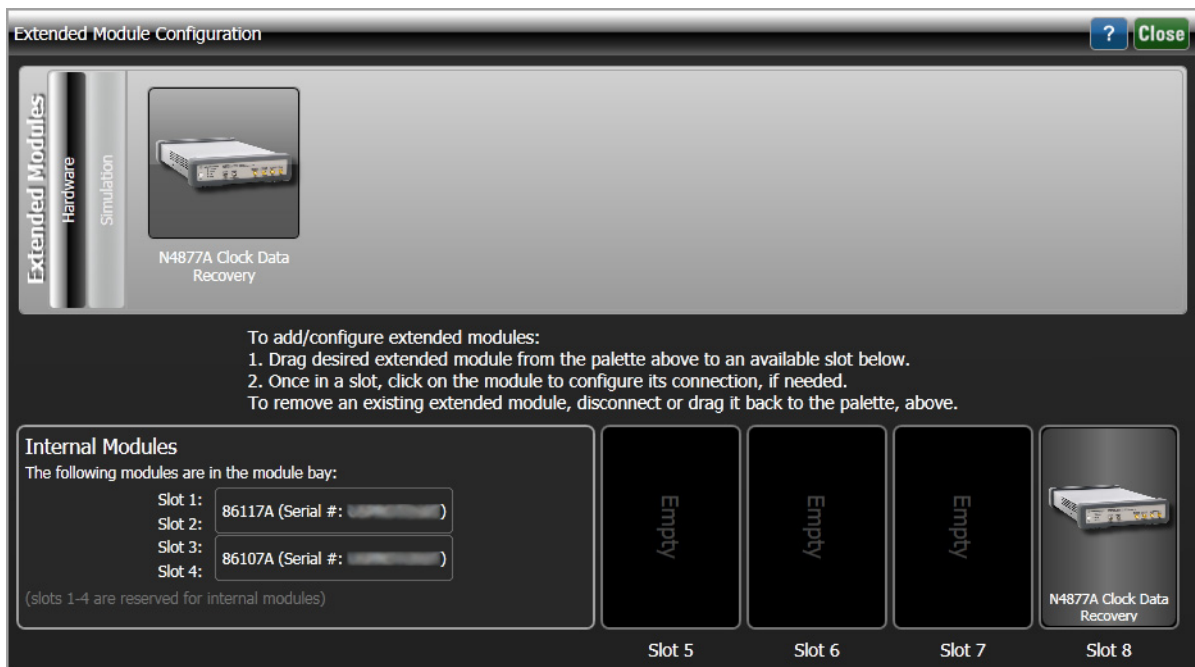 Extended Module Configuration
? Close
Extended Modules
Hardware
Simulation
N4877A Clock Data
Recovery
To add/configure extended modules:
1. Drag desired extended module from the palette above to an available slot below.
2. Once in a slot, click on the module to configure its connection, if needed.
To remove an existing extended module, disconnect or drag it back to the palette, above.
Internal Modules
The following modules are in the module bay:
Slot 1:
Slot 2:
86117A (Serial #: )
Slot 3:
Slot 4:
86107A (Serial #: )
(slots 1-4 are reserved for internal modules)
Empty
Empty
Empty
N4877A Clock Data
Recovery
Slot 5
Slot 6
Slot 7
Slot 8